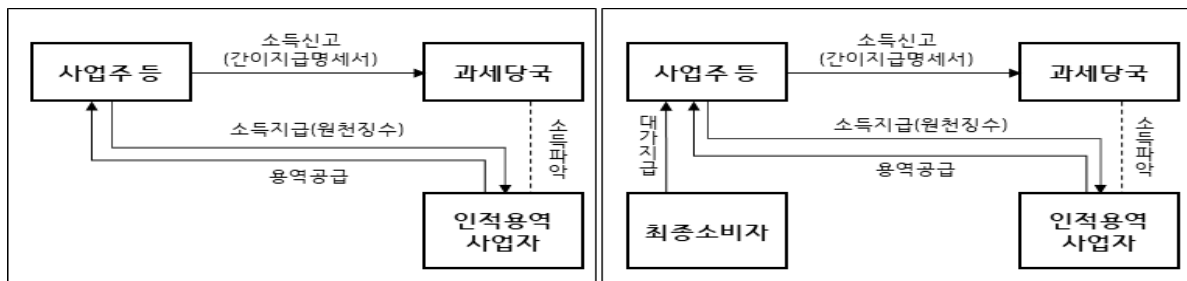 소득신고
(간이지급명세서)
사업주 등
과세당국
소득지급(원천징수)
용역공급
소득파악
인적용역
사업자
소득신고
(간이지급명세서)
사업주 등
과세당국
대가지급
소득지급(원천징수)
용역공급
소득파악
최종소비자
인적용역
사업자